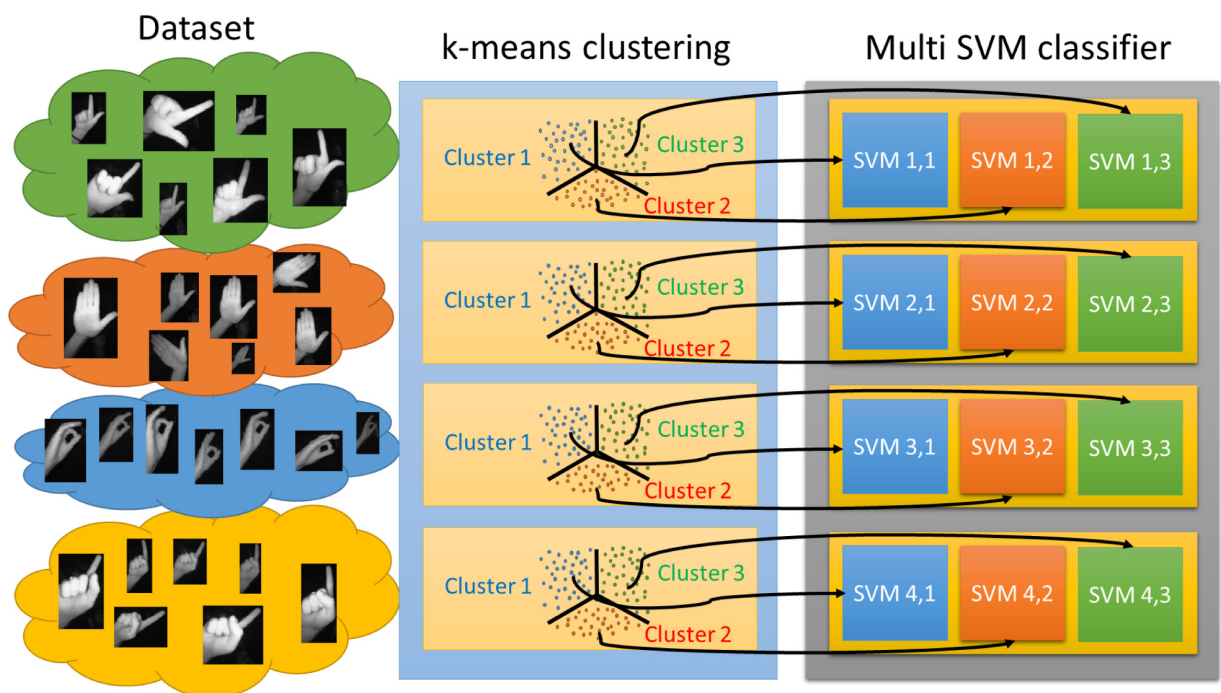 Dataset
k-means clustering
Multi SVM classifier
Cluster 1
Cluster 3
Cluster 2
SVM 1,1
SVM 1,2
SVM 1,3
Cluster 1
Cluster 3
Cluster 2
SVM 2,1
SVM 2,2
SVM 2,3
Cluster 1
Cluster 3
Cluster 2
SVM 3,1
SVM 3,2
SVM 3,3
Cluster 1
Cluster 3
Cluster 2
SVM 4,1
SVM 4,2
SVM 4,3